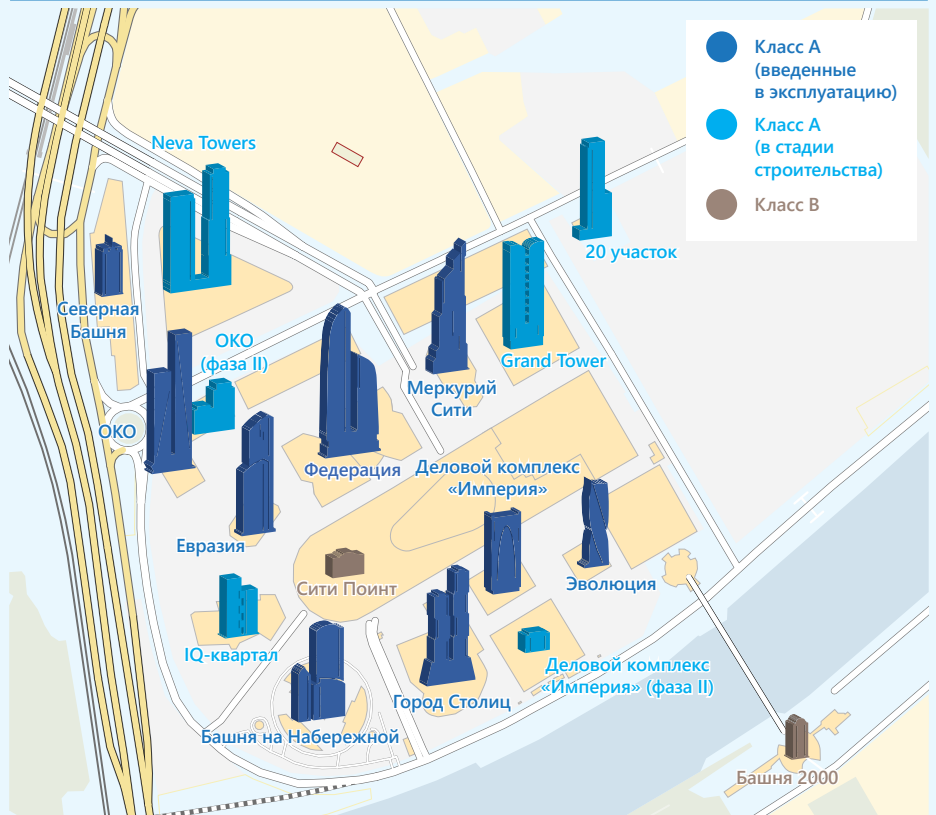 Класс А
(введенные
в эксплуатацию)
Класс А
(в стадии
строительства)
Класс В
Neva Towers
20 участок
Северная
Башня
ОКО
(фаза II)
Grand Tower
Меркурий
Сити
ОКО
Федерация
Деловой комплекс
«Империя»
Евразия
Эволюция
Сити Поинт
IQ-квартал
Деловой комплекс
«Империя» (фаза II)
Город Столиц
Башня на Набережной
Башня 2000